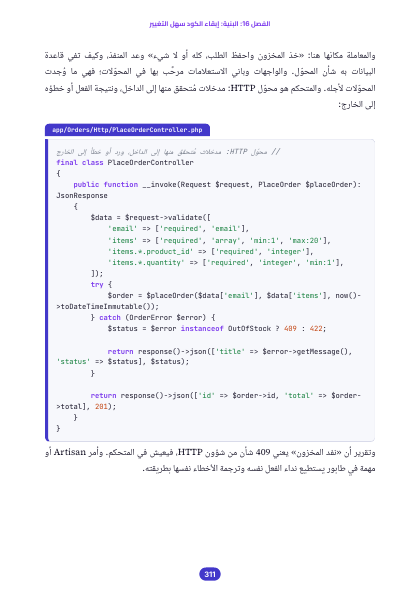 الفصل 16: البنية: إبقاء الكود سهل التغيير
والمعاملة مكانها هنا: «خذ المخزون واحفظ الطلب، كله أو لا شيء» وعد المنفذ، وكيف تفي قاعدة
البيانات به شأن المحوّل. والواجهات وباني الاستعلامات مرحّب بها في المحوّلات؛ فهي ما وُجدت
المحوّلات لأجله. والمتحكم هو محوّل HTTP: مدخلات مُتحقق منها إلى الداخل، ونتيجة الفعل أو خطؤه
إلى الخارج:
app/Orders/Http/PlaceOrderController.php
// محوّل HTTP: مدخلات مُتحقق منها إلى الداخل، ورد أو خطأ إلى الخارج
final class PlaceOrderController
{
    public function __invoke(Request $request, PlaceOrder $placeOrder):
JsonResponse
    {
        $data = $request->validate([
            'email' => ['required', 'email'],
            'items' => ['required', 'array', 'min:1', 'max:20'],
            'items.*.product_id' => ['required', 'integer'],
            'items.*.quantity' => ['required', 'integer', 'min:1'],
        ]);
        try {
            $order = $placeOrder($data['email'], $data['items'], now()-
>toDateTimeImmutable());
        } catch (OrderError $error) {
            $status = $error instanceof OutOfStock ? 409 : 422;
            return response()->json(['title' => $error->getMessage(),
'status' => $status], $status);
        }
        return response()->json(['id' => $order->id, 'total' => $order-
>total], 201);
    }
}
وتقرير أن «نفد المخزون» يعني 409 شأن من شؤون HTTP، فيعيش في المتحكم. وأمر Artisan أو
مهمة في طابور يستطيع نداء الفعل نفسه وترجمة الأخطاء نفسها بطريقته.
311